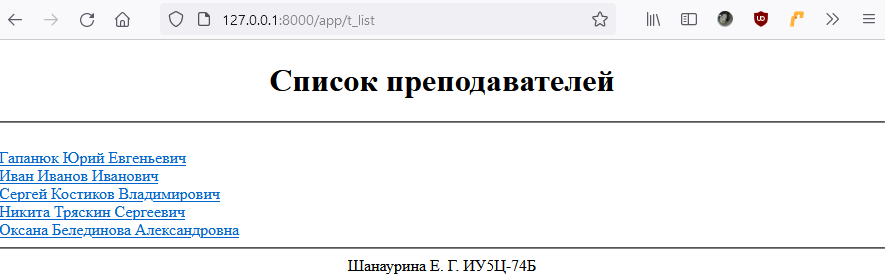 127.0.0.1:8000/app/t_list
Список преподавателей
Гапанюк Юрий Евгеньевич
Иван Иванов Иванович
Сергей Костиков Владимирович
Никита Тряскин Сергеевич
Оксана Белединова Александровна
Шанаурина Е. Г. ИУ5Ц-74Б